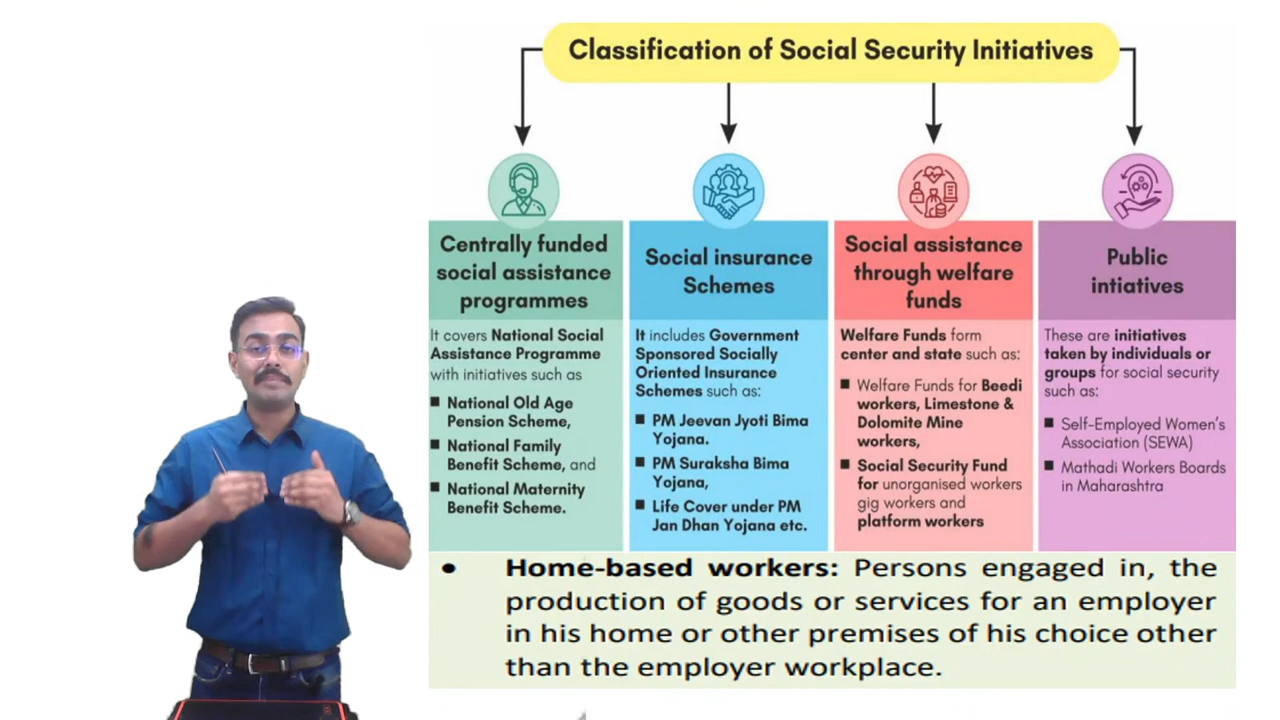 Classification of Social Security Initiatives
Centrally funded
social assistance
programmes
It covers National Social
Assistance Programme
with initiatives such as
■ National Old Age
Pension Scheme,
■ National Family
Benefit Scheme, and
■ National Maternity
Benefit Scheme.
Social insurance
Schemes
It includes Government
Sponsored Socially
Oriented Insurance
Schemes such as:
■ PM Jeevan Jyoti Bima
Yojana.
■ PM Suraksha Bima
Yojana,
■ Life Cover under PM
Jan Dhan Yojana etc.
Social assistance
through welfare
funds
Welfare Funds form
center and state such as:
■ Welfare Funds for Beedi
workers, Limestone &
Dolomite Mine
workers,
■ Social Security Fund
for unorganised workers
gig workers and
platform workers
Public
intiatives
These are initiatives
taken by individuals or
groups for social security
such as:
■ Self-Employed Women's
Association (SEWA)
■ Mathadi Workers Boards
in Maharashtra
• Home-based workers: Persons engaged in, the
production of goods or services for an employer
in his home or other premises of his choice other
than the employer workplace.